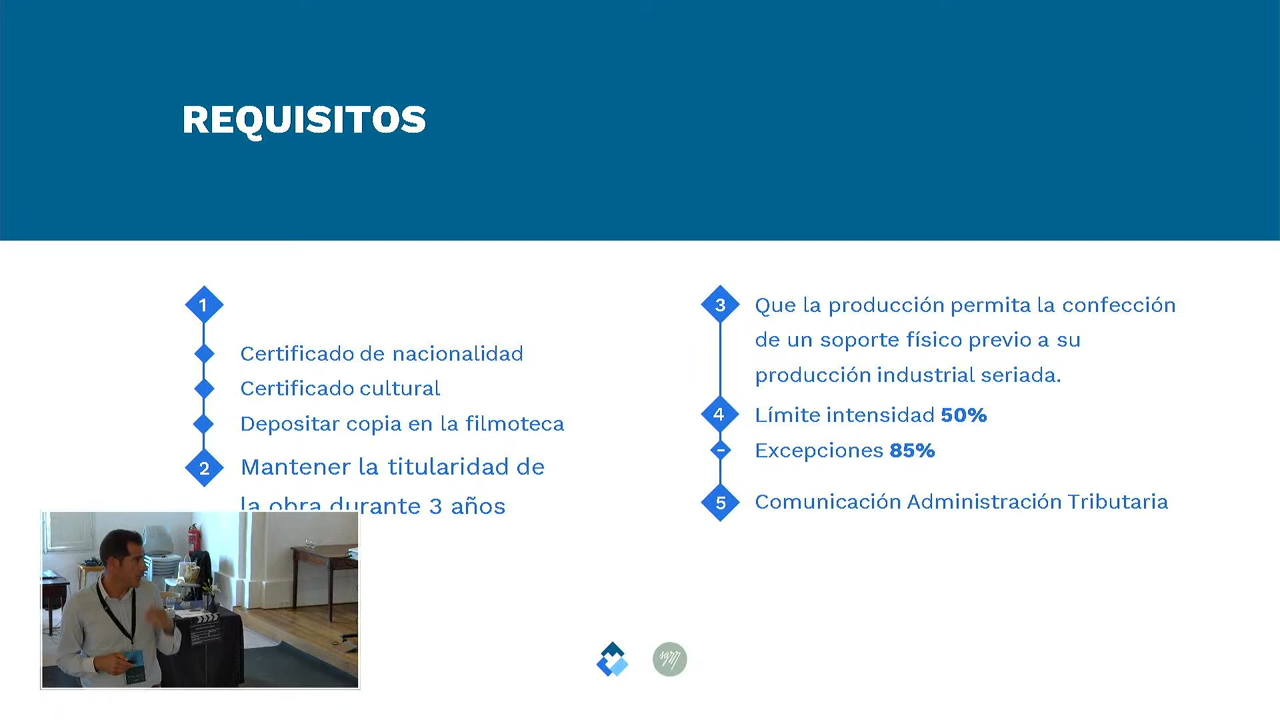 REQUISITOS
1
Certificado de nacionalidad
Certificado cultural
Depositar copia en la filmoteca
2 Mantener la titularidad de
la obra durante 3 años
3 Que la producción permita la confección
de un soporte físico previo a su
producción industrial seriada.
4 Límite intensidad 50%
– Excepciones 85%
5 Comunicación Administración Tributaria